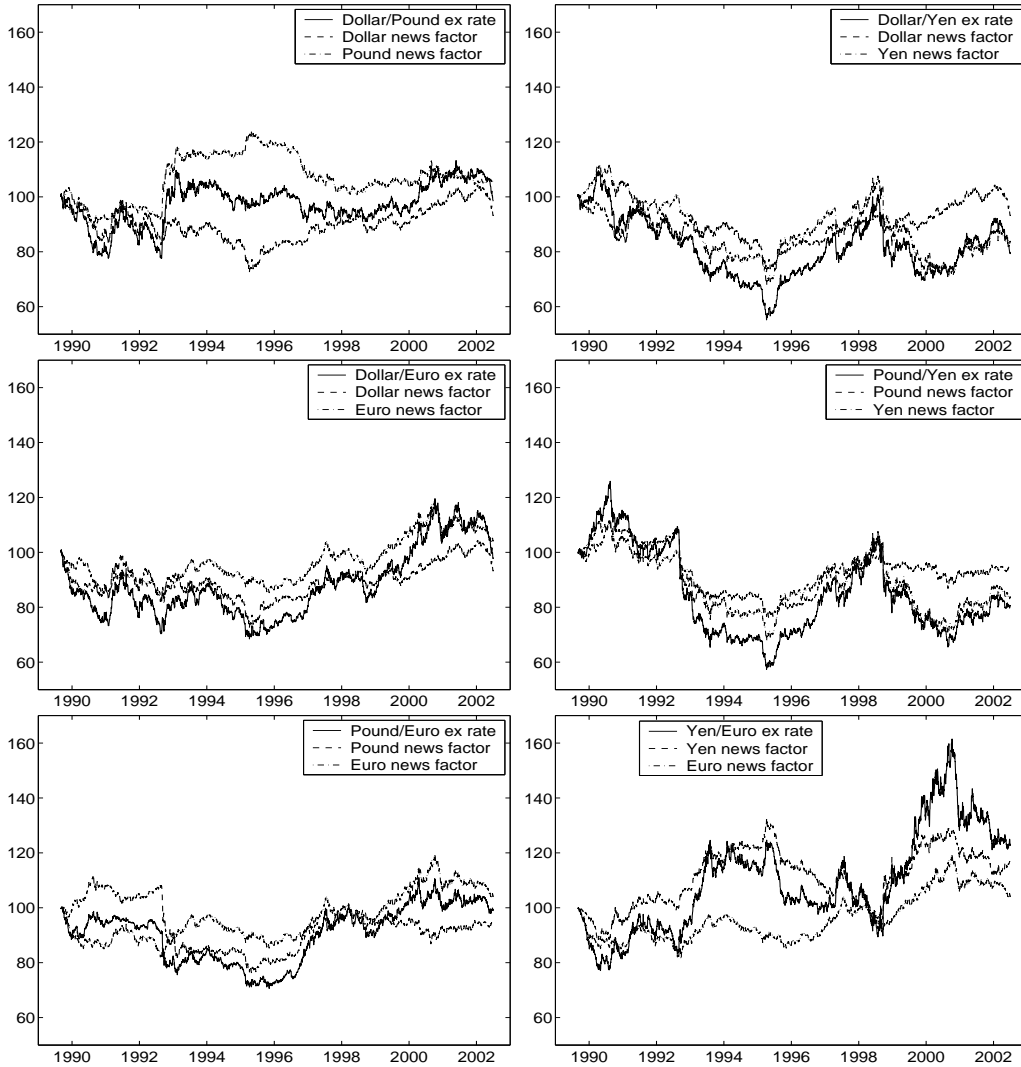 160
140
120
100
80
60
Dollar/Pound ex rate
Dollar news factor
Pound news factor
1990 1992 1994 1996 1998 2000 2002
160
140
120
100
80
60
Dollar/Yen ex rate
Dollar news factor
Yen news factor
1990 1992 1994 1996 1998 2000 2002
160
140
120
100
80
60
Dollar/Euro ex rate
Dollar news factor
Euro news factor
1990 1992 1994 1996 1998 2000 2002
160
140
120
100
80
60
Pound/Yen ex rate
Pound news factor
Yen news factor
1990 1992 1994 1996 1998 2000 2002
160
140
120
100
80
60
Pound/Euro ex rate
Pound news factor
Euro news factor
1990 1992 1994 1996 1998 2000 2002
160
140
120
100
80
60
Yen/Euro ex rate
Yen news factor
Euro news factor
1990 1992 1994 1996 1998 2000 2002